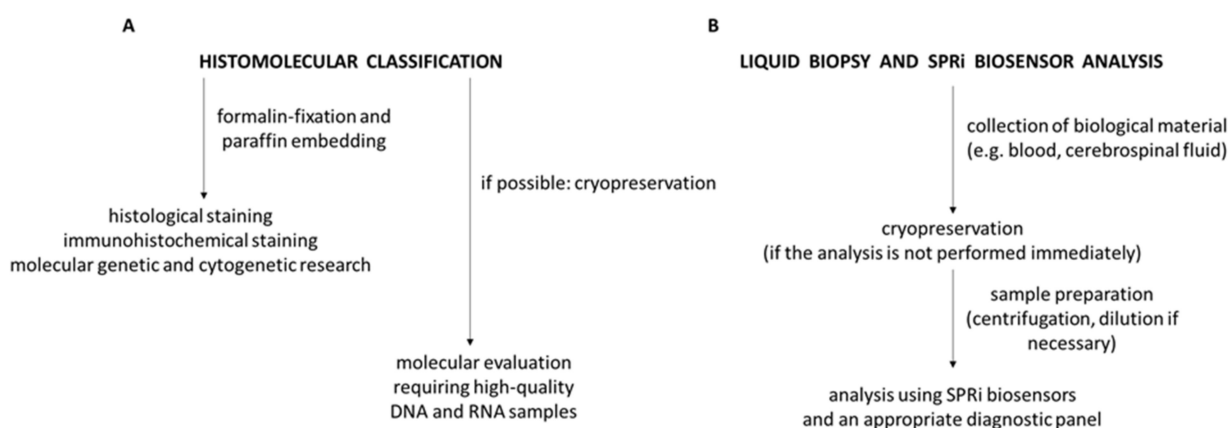 A
HISTOMOLECULAR CLASSIFICATION
formalin-fixation and
paraffin embedding
if possible: cryopreservation
histological staining
immunohistochemical staining
molecular genetic and cytogenetic research
molecular evaluation
requiring high-quality
DNA and RNA samples
B
LIQUID BIOPSY AND SPRi BIOSENSOR ANALYSIS
collection of biological material
(e.g. blood, cerebrospinal fluid)
cryopreservation
(if the analysis is not performed immediately)
sample preparation
(centrifugation, dilution if
necessary)
analysis using SPRi biosensors
and an appropriate diagnostic panel